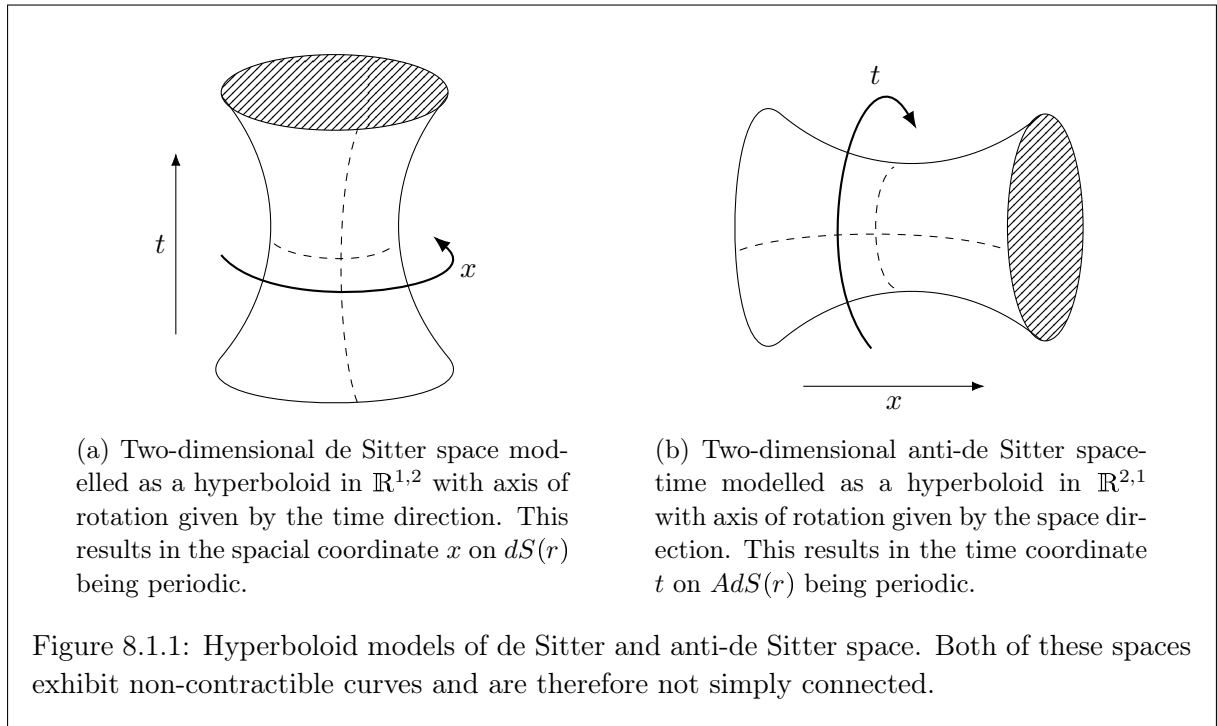 t
x
t
x
(a) Two-dimensional de Sitter space mod-
elled as a hyperboloid in ℝ^{1,2} with axis of
rotation given by the time direction. This
results in the spacial coordinate x on dS(r)
being periodic.
(b) Two-dimensional anti-de Sitter space-
time modelled as a hyperboloid in ℝ^{2,1}
with axis of rotation given by the space dir-
ection. This results in the time coordinate
t on AdS(r) being periodic.
Figure 8.1.1: Hyperboloid models of de Sitter and anti-de Sitter space. Both of these spaces
exhibit non-contractible curves and are therefore not simply connected.